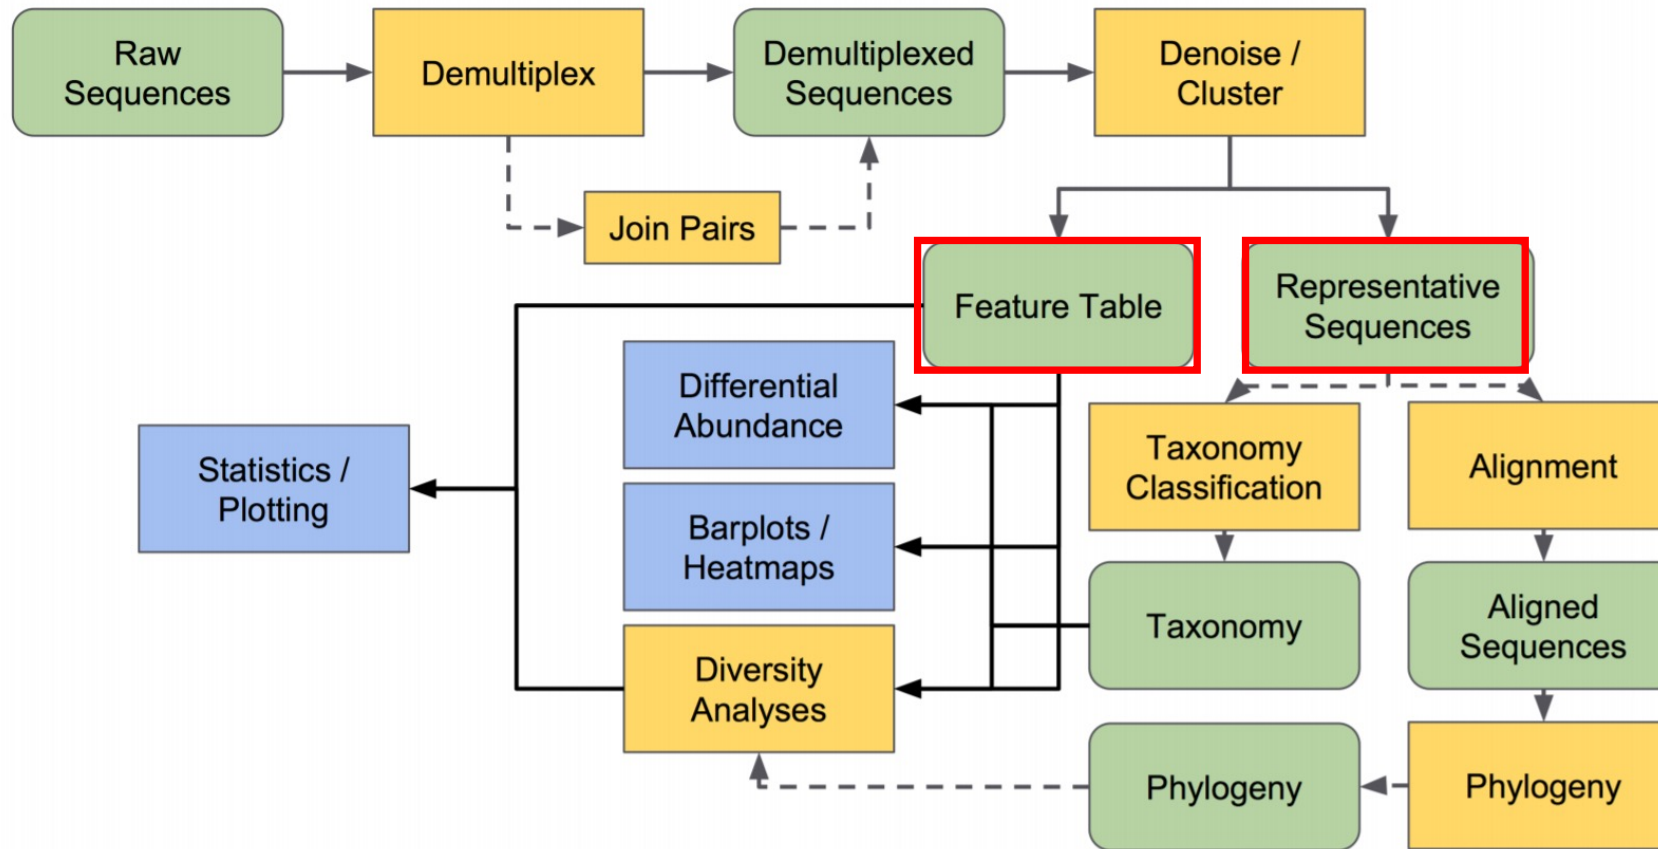 Raw
Sequences
Demultiplex
Demultiplexed
Sequences
Denoise /
Cluster
Join Pairs
Feature Table
Representative
Sequences
Differential
Abundance
Taxonomy
Classification
Alignment
Statistics /
Plotting
Barplots /
Heatmaps
Taxonomy
Aligned
Sequences
Diversity
Analyses
Phylogeny
Phylogeny